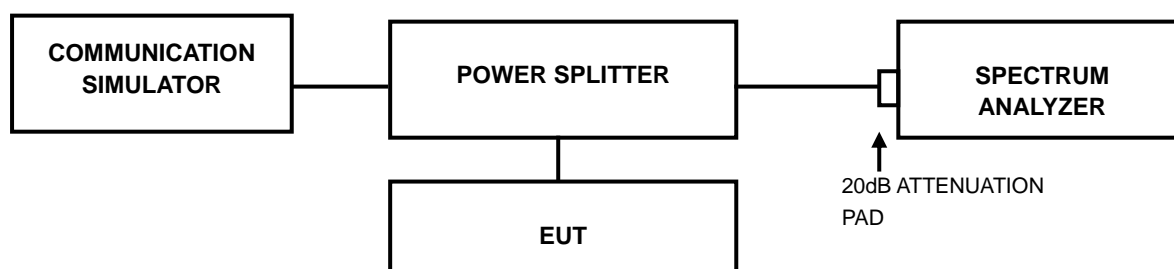 COMMUNICATION
SIMULATOR
POWER SPLITTER
SPECTRUM
ANALYZER
20dB ATTENUATION
PAD
EUT